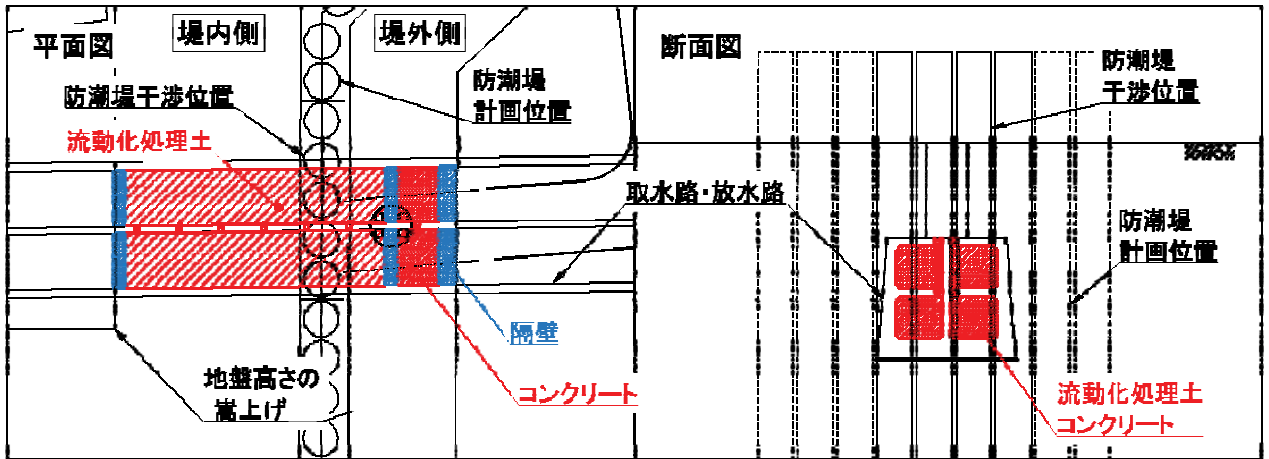 平面図
堤内側
堤外側
防潮堤干渉位置
流動化処理土
防潮堤
計画位置
取水路・放水路
隔壁
コンクリート
地盤高さの
嵩上げ
断面図
防潮堤
干渉位置
防潮堤
計画位置
流動化処理土
コンクリート